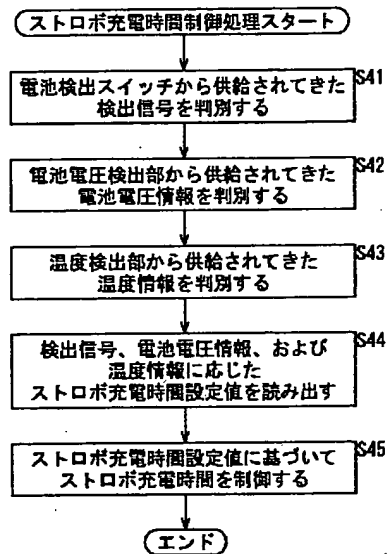 ストロボ充電時間制御処理スタート
S41
電池検出スイッチから供給されてきた
検出信号を判別する
S42
電池電圧検出部から供給されてきた
電池電圧情報を判別する
S43
温度検出部から供給されてきた
温度情報を判別する
S44
検出信号、電池電圧情報、および
温度情報に応じた
ストロボ充電時間設定値を読み出す
S45
ストロボ充電時間設定値に基づいて
ストロボ充電時間を制御する
エンド